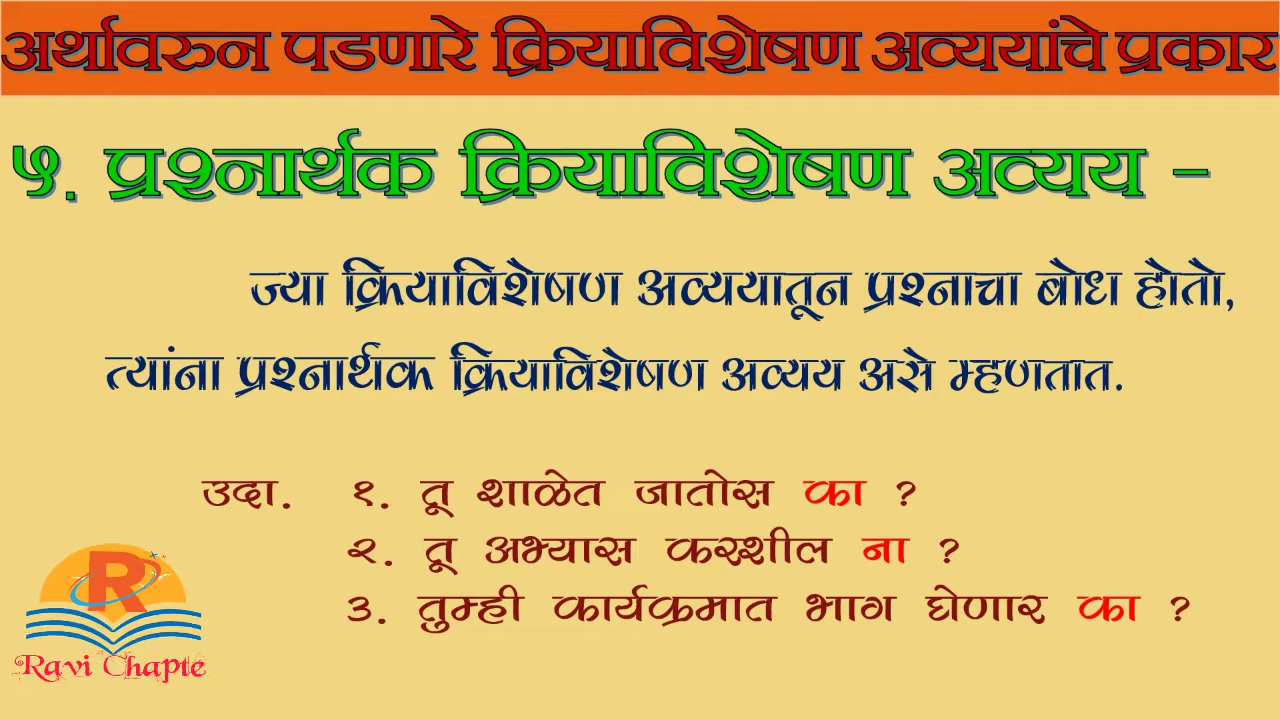 अर्थावरुन पडणारे क्रियाविशेषण अव्ययांचे प्रकार
५. प्रश्नार्थक क्रियाविशेषण अव्यय -
ज्या क्रियाविशेषण अव्ययातून प्रश्नाचा बोध होतो,
त्यांना प्रश्नार्थक क्रियाविशेषण अव्यय असे म्हणतात.
उदा. १. तू शाळेत जातोस का ?
२. तू अभ्यास करशील ना ?
३. तुम्ही कार्यक्रमात भाग घेणार का ?
R
Ravi Chapte